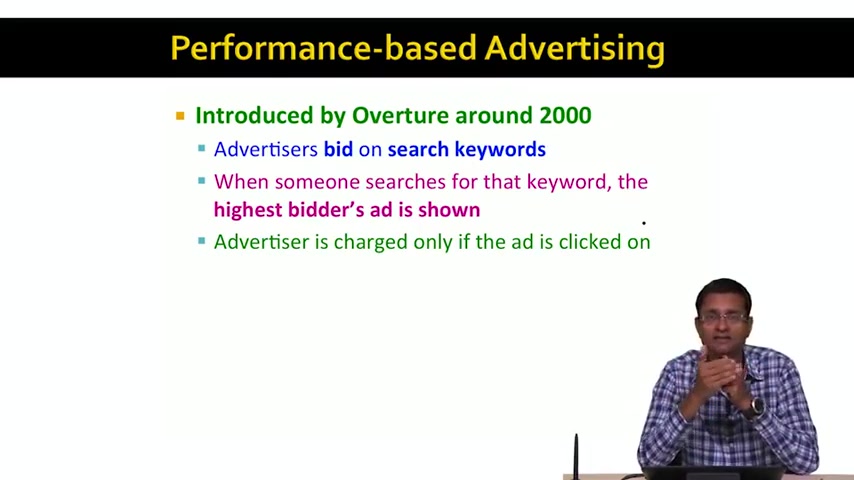 Performance-based Advertising
Introduced by Overture around 2000
Advertisers bid on search keywords
When someone searches for that keyword, the
highest bidder's ad is shown
Advertiser is charged only if the ad is clicked on